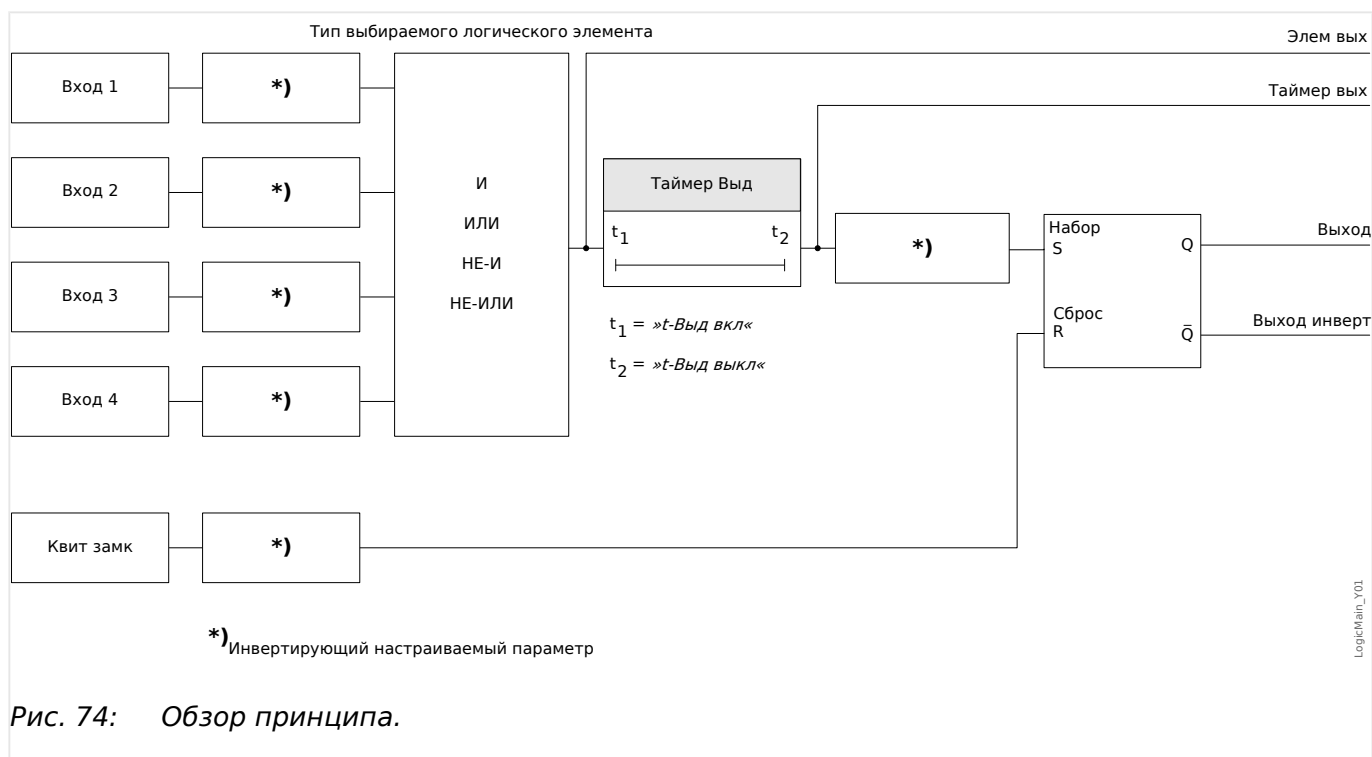 Тип выбираемого логического элемента
Элем вых
Вход 1
*)
Таймер вых
Вход 2
*)
И
ИЛИ
НЕ-И
НЕ-ИЛИ
Таймер Выд
t1
t2
*)
Набор
S
Q
Выход
Вход 3
*)
t1 = »t-Выд вкл«
t2 = »t-Выд выкл«
Сброс
R
Q̅
Выход инверт
Вход 4
*)
Квит замк
*)
*)Инвертирующий настраиваемый параметр
LogicMain_Y01
Рис. 74: Обзор принципа.